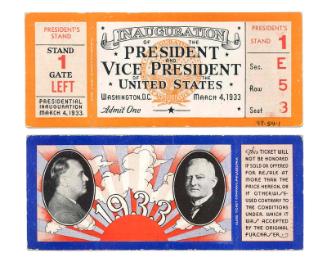 PRESIDENT'S
STAND
STAND
1
GATE
LEFT
PRESIDENTIAL
INAUGURATION
MARCH 4, 1933
INAUGURATION
OF THE
PRESIDENT
AND
VICE PRESIDENT
OF THE
UNITED STATES
WASHINGTON, D.C. MARCH 4, 1933.
Admit One
PRESIDENT'S
STAND 1
Sec. E
Row 5
Seat 3
1933
THIS TICKET WILL
NOT BE HONORED
IF SOLD OR OFFERED
FOR RESALE AT
MORE THAN THE
PRICE HEREON, OR
IF OTHERWISE
USED CONTRARY TO
THE CONDITIONS
UNDER WHICH IT
WAS ACCEPTED
BY THE ORIGINAL
PURCHASER